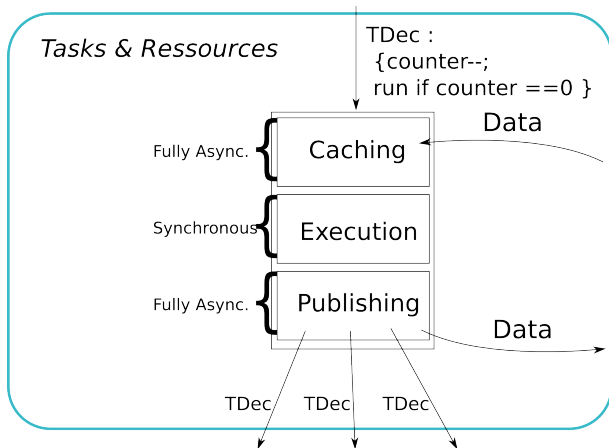 Tasks & Ressources
TDec :
{counter--;
run if counter ==0 }
Data
Fully Async.
Caching
Synchronous
Execution
Fully Async.
Publishing
Data
TDec
TDec
TDec